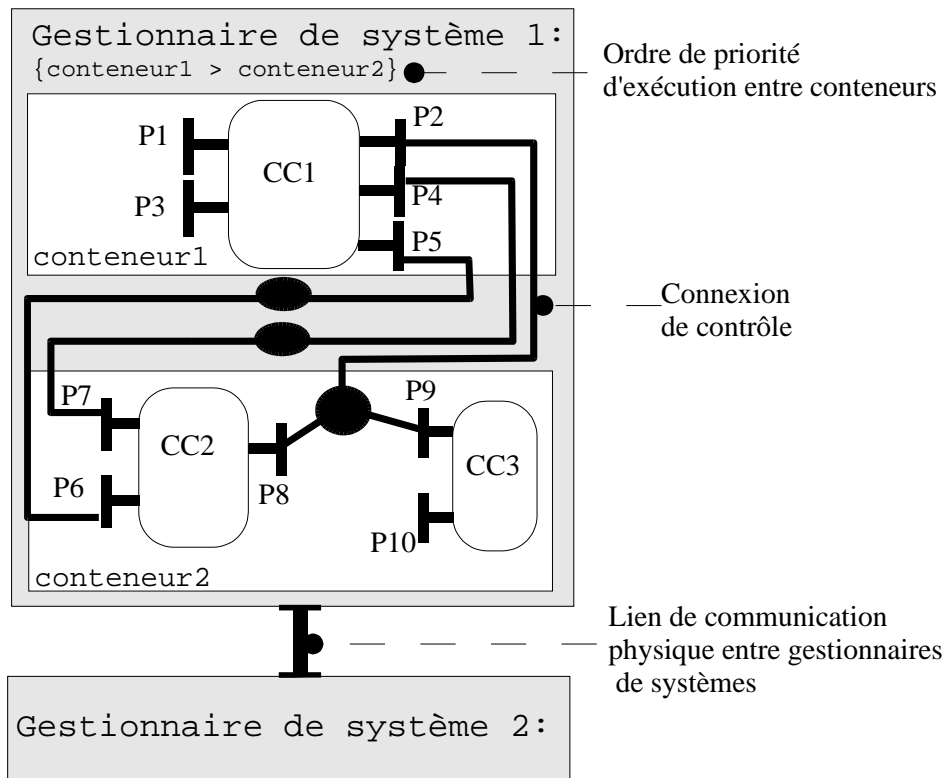 Gestionnaire de système 1:
{conteneur1 > conteneur2}
Ordre de priorité
d'exécution entre conteneurs
P1
P2
CC1
P3
P4
P5
conteneur1
Connexion
de contrôle
P7
P9
CC2
CC3
P6
P8
P10
conteneur2
Lien de communication
physique entre gestionnaires
de systèmes
Gestionnaire de système 2: